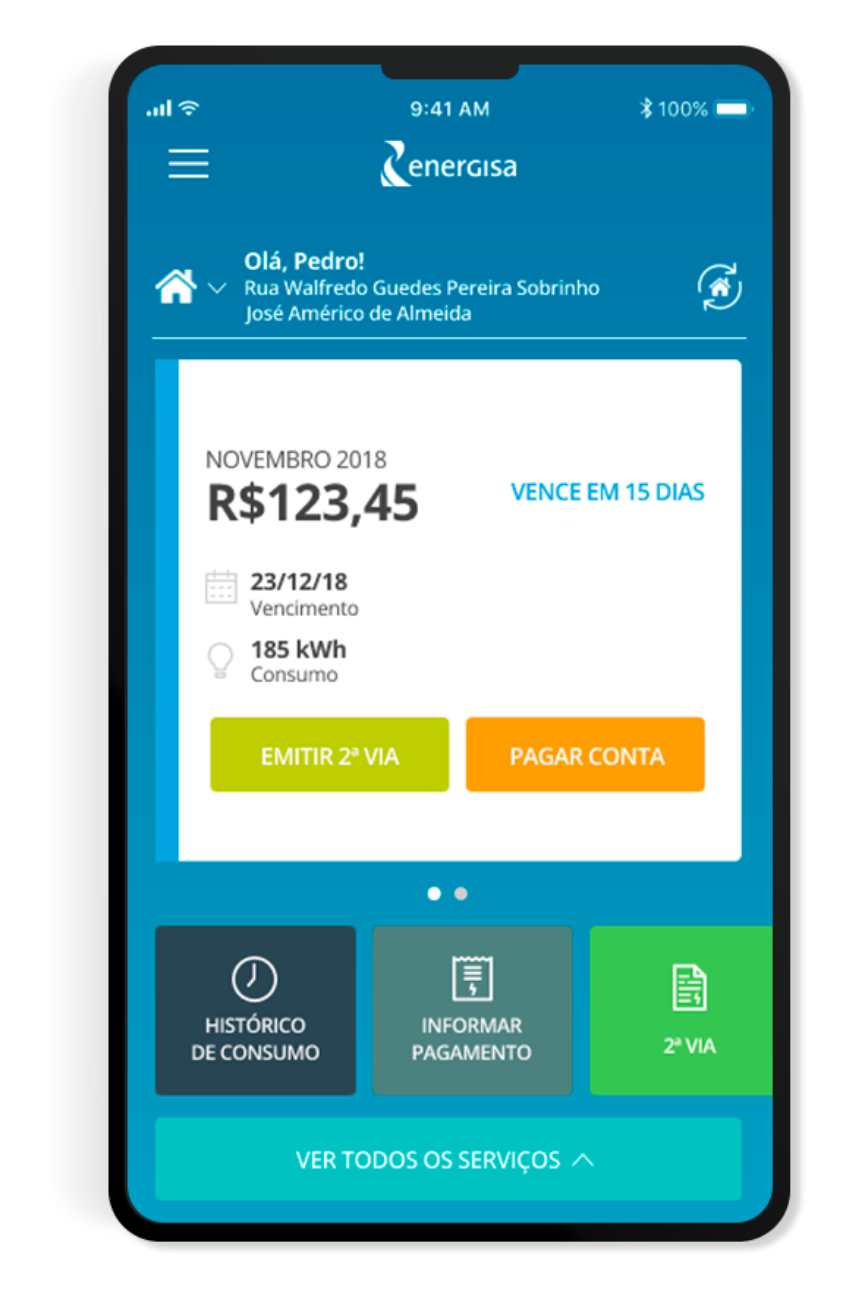 9:41 AM
100%
energisa
Olá, Pedro!
Rua Walfredo Guedes Pereira Sobrinho
José Américo de Almeida
NOVEMBRO 2018
R$123,45
VENCE EM 15 DIAS
23/12/18
Vencimento
185 kWh
Consumo
EMITIR 2ª VIA
PAGAR CONTA
HISTÓRICO
DE CONSUMO
INFORMAR
PAGAMENTO
2ª VIA
VER TODOS OS SERVIÇOS